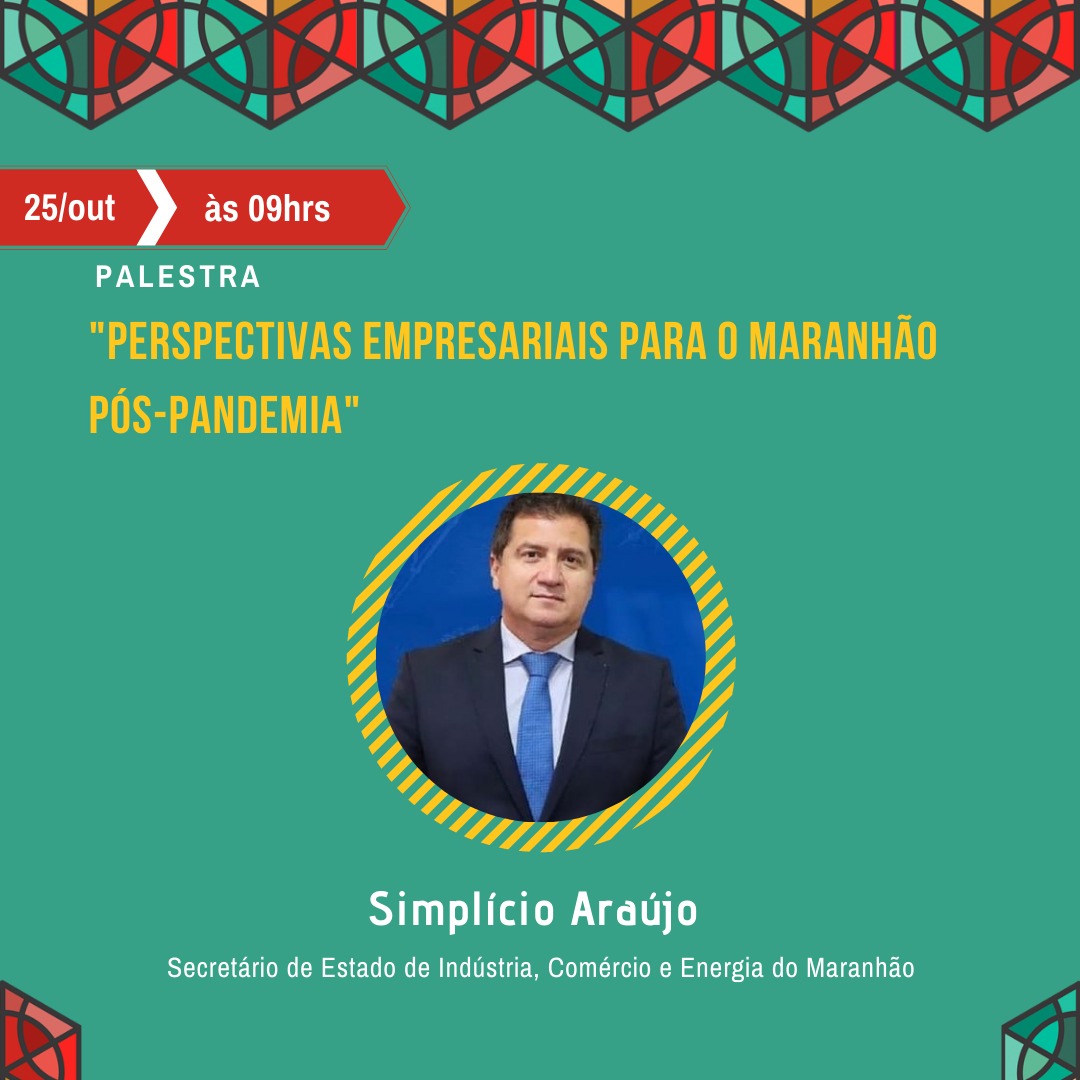 25/out às 09hrs
PALESTRA
"PERSPECTIVAS EMPRESARIAIS PARA O MARANHÃO
PÓS-PANDEMIA"
Simplício Araújo
Secretário de Estado de Indústria, Comércio e Energia do Maranhão